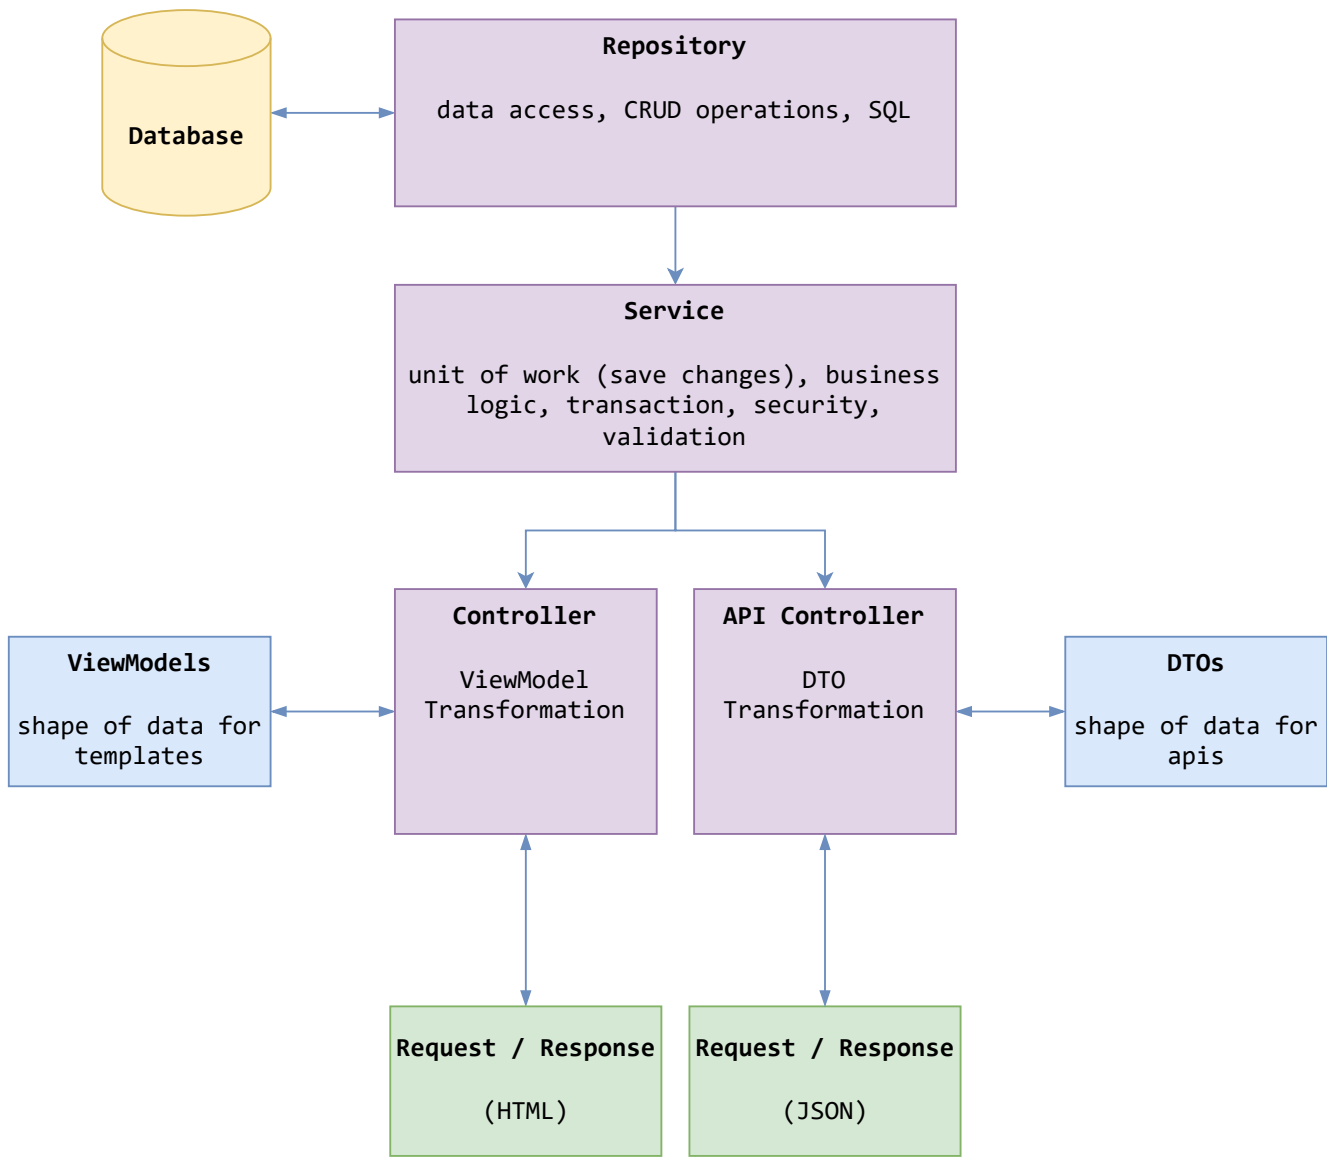 Database
Repository
data access, CRUD operations, SQL
Service
unit of work (save changes), business
logic, transaction, security,
validation
Controller
ViewModel
Transformation
API Controller
DTO
Transformation
ViewModels
shape of data for
templates
DTOs
shape of data for
apis
Request / Response
(HTML)
Request / Response
(JSON)